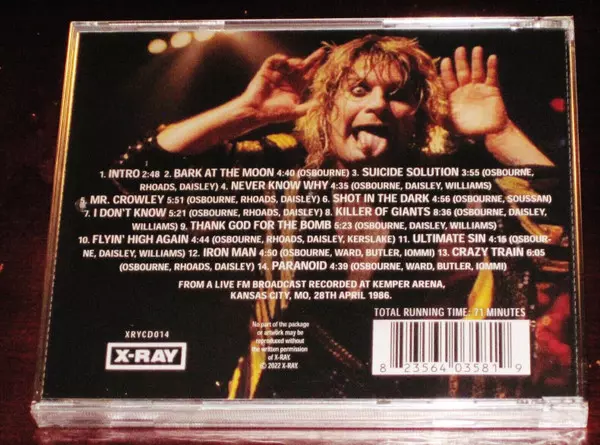 1. INTRO 2:48 2. BARK AT THE MOON 4:40 (OSBOURNE) 3. SUICIDE SOLUTION 3:55 (OSBOURNE,
RHOADS, DAISLEY) 4. NEVER KNOW WHY 4:35 (OSBOURNE, DAISLEY, WILLIAMS)
5. MR. CROWLEY 5:51 (OSBOURNE, RHOADS, DAISLEY) 6. SHOT IN THE DARK 4:56 (OSBOURNE, SOUSSAN)
7. I DON'T KNOW 5:21 (OSBOURNE, RHOADS, DAISLEY) 8. KILLER OF GIANTS 8:36 (OSBOURNE, DAISLEY,
WILLIAMS) 9. THANK GOD FOR THE BOMB 5:23 (OSBOURNE, DAISLEY, WILLIAMS)
10. FLYIN' HIGH AGAIN 4:44 (OSBOURNE, RHOADS, DAISLEY, KERSLAKE) 11. ULTIMATE SIN 4:15 (OSBOU-
RNE, DAISLEY, WILLIAMS) 12. IRON MAN 4:50 (OSBOURNE, WARD, BUTLER, IOMMI) 13. CRAZY TRAIN 6:05
(OSBOURNE, RHOADS, DAISLEY) 14. PARANOID 4:39 (OSBOURNE, WARD, BUTLER, IOMMI)
FROM A LIVE FM BROADCAST RECORDED AT KEMPER ARENA,
KANSAS CITY, MO, 28TH APRIL 1986.
TOTAL RUNNING TIME: 71 MINUTES
XRYCD014
X-RAY
No part of the package
or artwork may be
reproduced without
the written permission
of X-RAY.
© 2022 X-RAY.
8 23564 03581 9